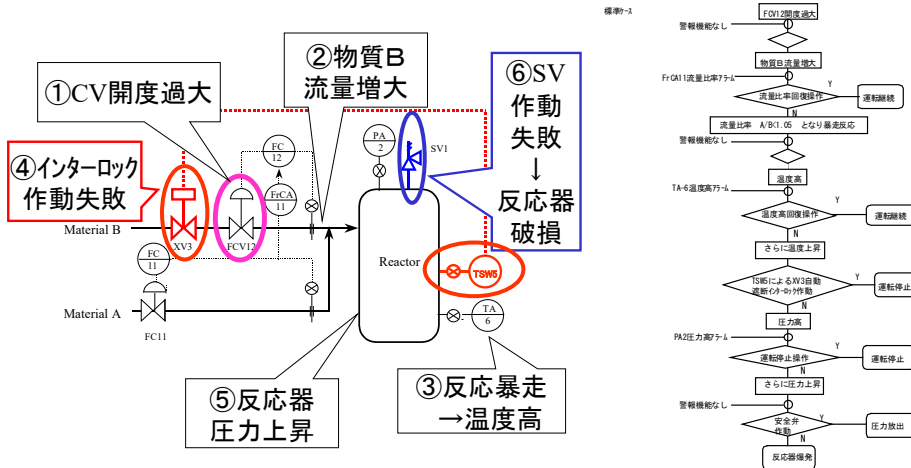 標準ケース
①CV開度過大
②物質B
流量増大
⑥SV
作動
失敗
↓
反応器
破損
④インターロック
作動失敗
FC
12
FrCA
11
PA
2
SV1
Material B
XV3
FCV12
FC
11
Reactor
TSW5
Material A
FC11
TA
6
⑤反応器
圧力上昇
③反応暴走
→温度高
FCV12開度過大
警報機能なし
物質B流量増大
FrCA11流量比率アラーム
Y
流量比率回復操作
運転継続
N
流量比率 A/B<1.05 となり暴走反応
警報機能なし
温度高
TA-6温度高アラーム
Y
温度高回復操作
運転継続
N
さらに温度上昇
TSW5によるXV3自動
遮断インターロック作動
Y
運転停止
N
圧力高
PA2圧力高アラーム
Y
運転停止操作
運転停止
N
さらに圧力上昇
警報機能なし
安全弁
作動
Y
圧力放出
N
反応器爆発